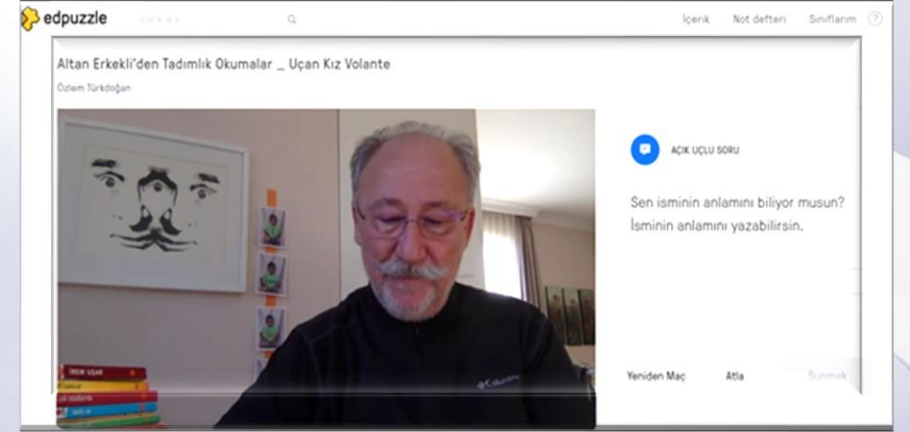 edpuzzle
İçerik Not defteri Sınıflarım ?
Altan Erkekli'den Tadımlık Okumalar _ Uçan Kız Volante
Özlem Türkdoğan
AÇIK UÇLU SORU
Sen isminin anlamını biliyor musun?
İsminin anlamını yazabilirsin.
Columbia
Yeniden Maç Atla Sunmak